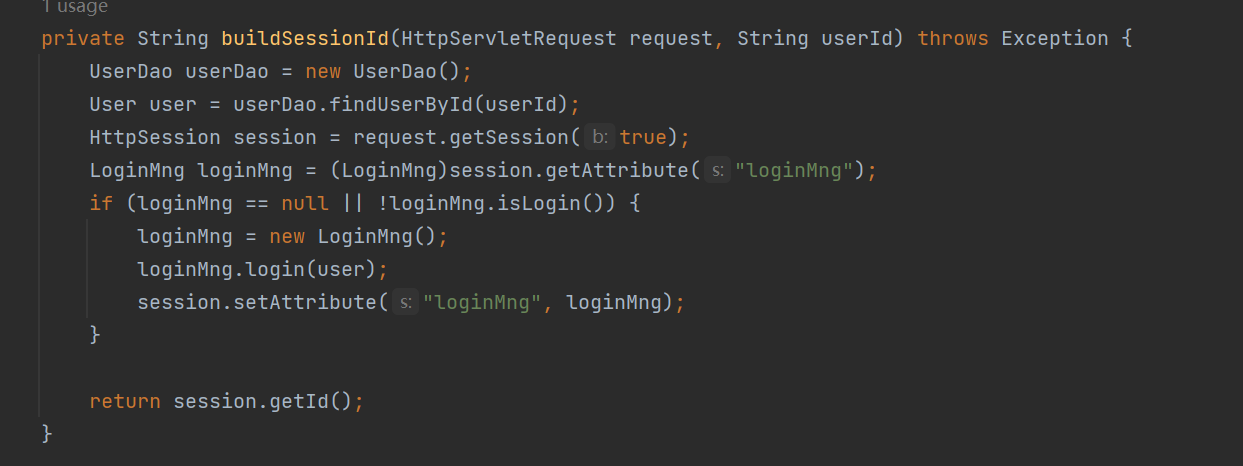 1 usage
private String buildSessionId(HttpServletRequest request, String userId) throws Exception {
UserDao userDao = new UserDao();
User user = userDao.findUserById(userId);
HttpSession session = request.getSession( b: true);
LoginMng loginMng = (LoginMng)session.getAttribute( s: "loginMng");
if (loginMng == null || !loginMng.isLogin()) {
loginMng = new LoginMng();
loginMng.login(user);
session.setAttribute( s: "loginMng", loginMng);
}
return session.getId();
}